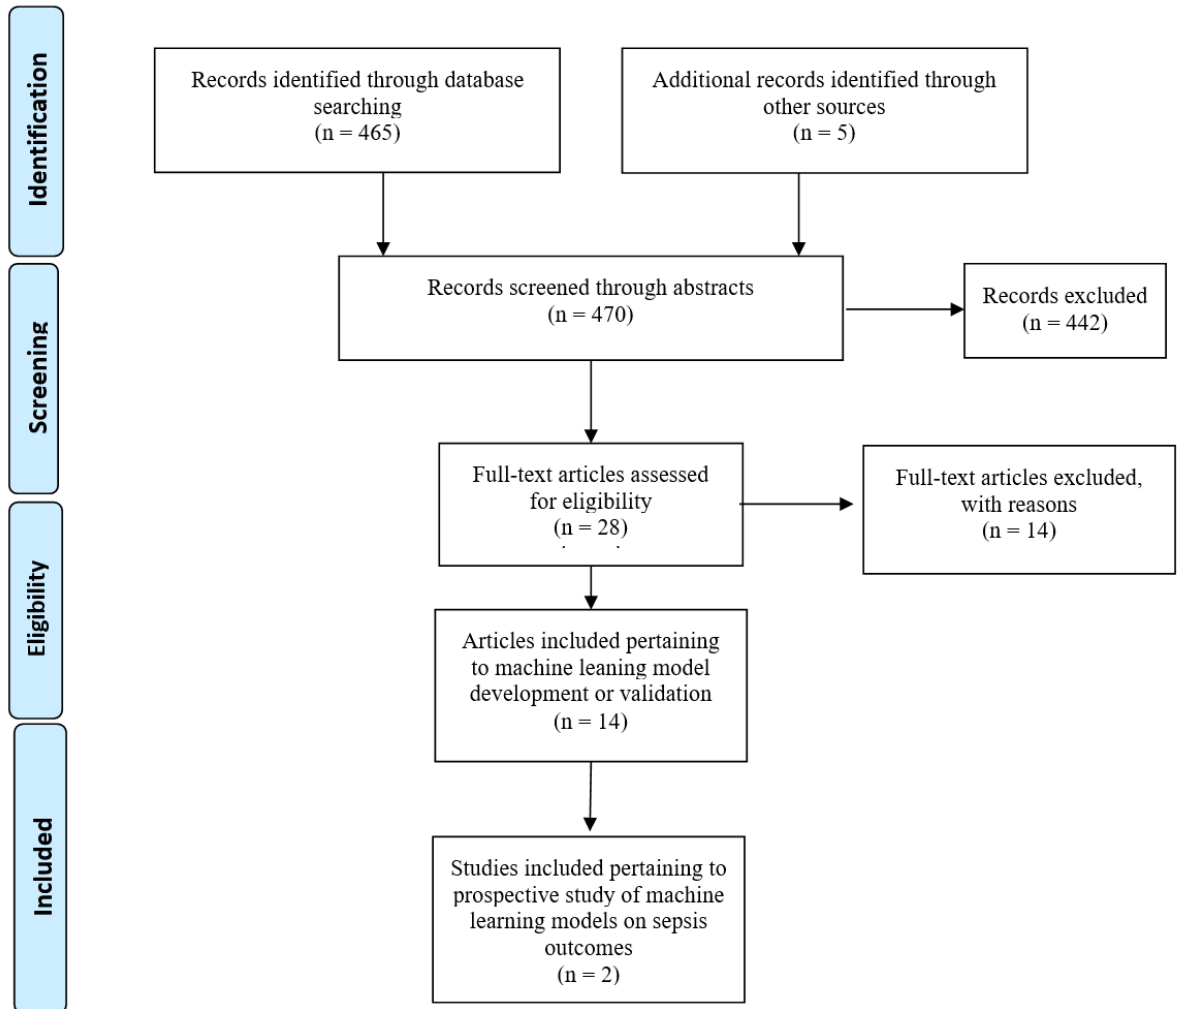 Identification
Records identified through database
searching
(n = 465)
Additional records identified through
other sources
(n = 5)
Screening
Records screened through abstracts
(n = 470)
Records excluded
(n = 442)
Full-text articles assessed
for eligibility
(n = 28)
Full-text articles excluded,
with reasons
(n = 14)
Eligibility
Articles included pertaining
to machine leaning model
development or validation
(n = 14)
Included
Studies included pertaining to
prospective study of machine
learning models on sepsis
outcomes
(n = 2)